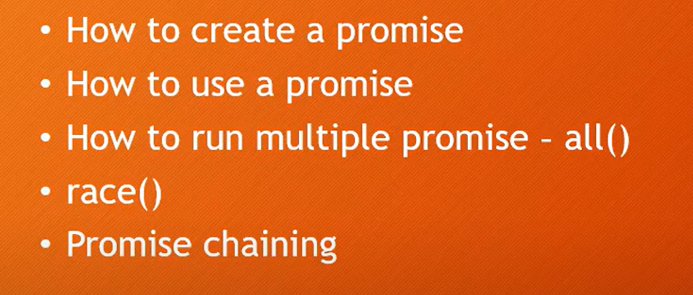 • How to create a promise
• How to use a promise
• How to run multiple promise - all()
• race()
• Promise chaining